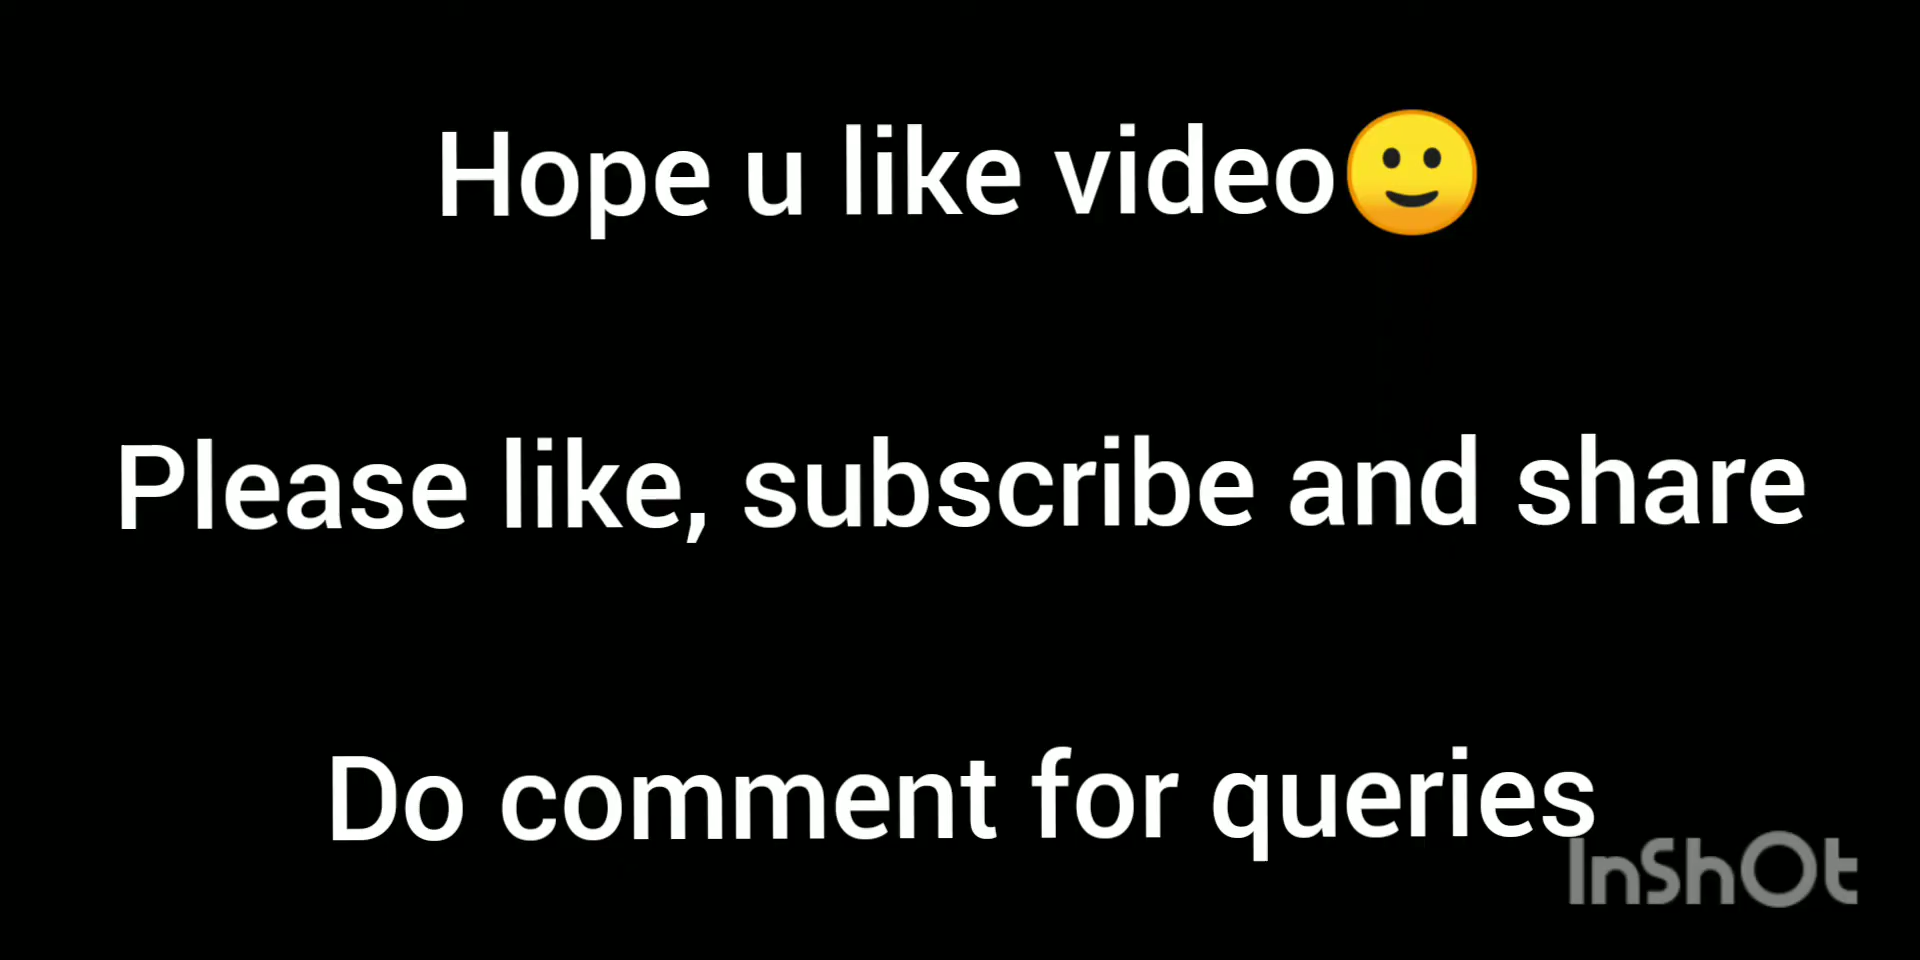 Hope u like video🙂
Please like, subscribe and share
Do comment for queries
InShOt